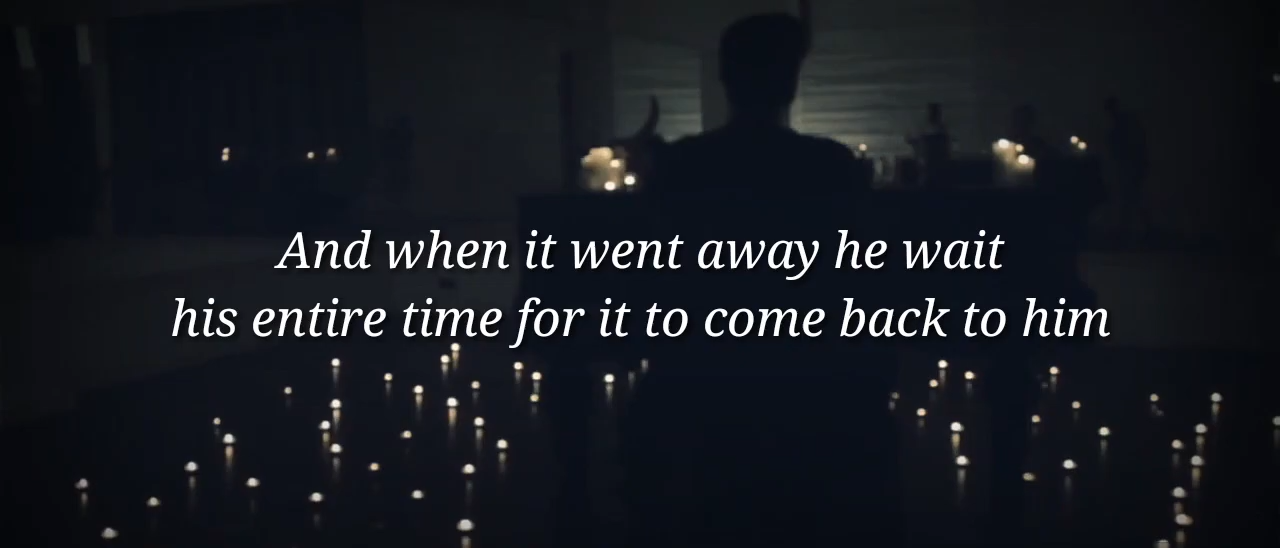 And when it went away he wait
his entire time for it to come back to him